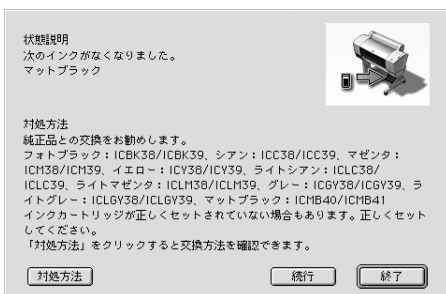 状態説明
次のインクがなくなりました。
マットブラック
対処方法
純正品との交換をお勧めします。
フォトブラック：ICBK38/ICBK39、シアン：ICC38/ICC39、マゼンタ：
ICM38/ICM39、イエロー：ICY38/ICY39、ライトシアン：ICLC38/
ICLC39、ライトマゼンタ：ICLM38/ICLM39、グレー：ICGY38/ICGY39、ラ
イトグレー：ICLGY38/ICLGY39、マットブラック：ICMB40/ICMB41
インクカートリッジが正しくセットされていない場合もあります。正しくセット
してください。
「対処方法」をクリックすると交換方法を確認できます。
対処方法 続行 終了